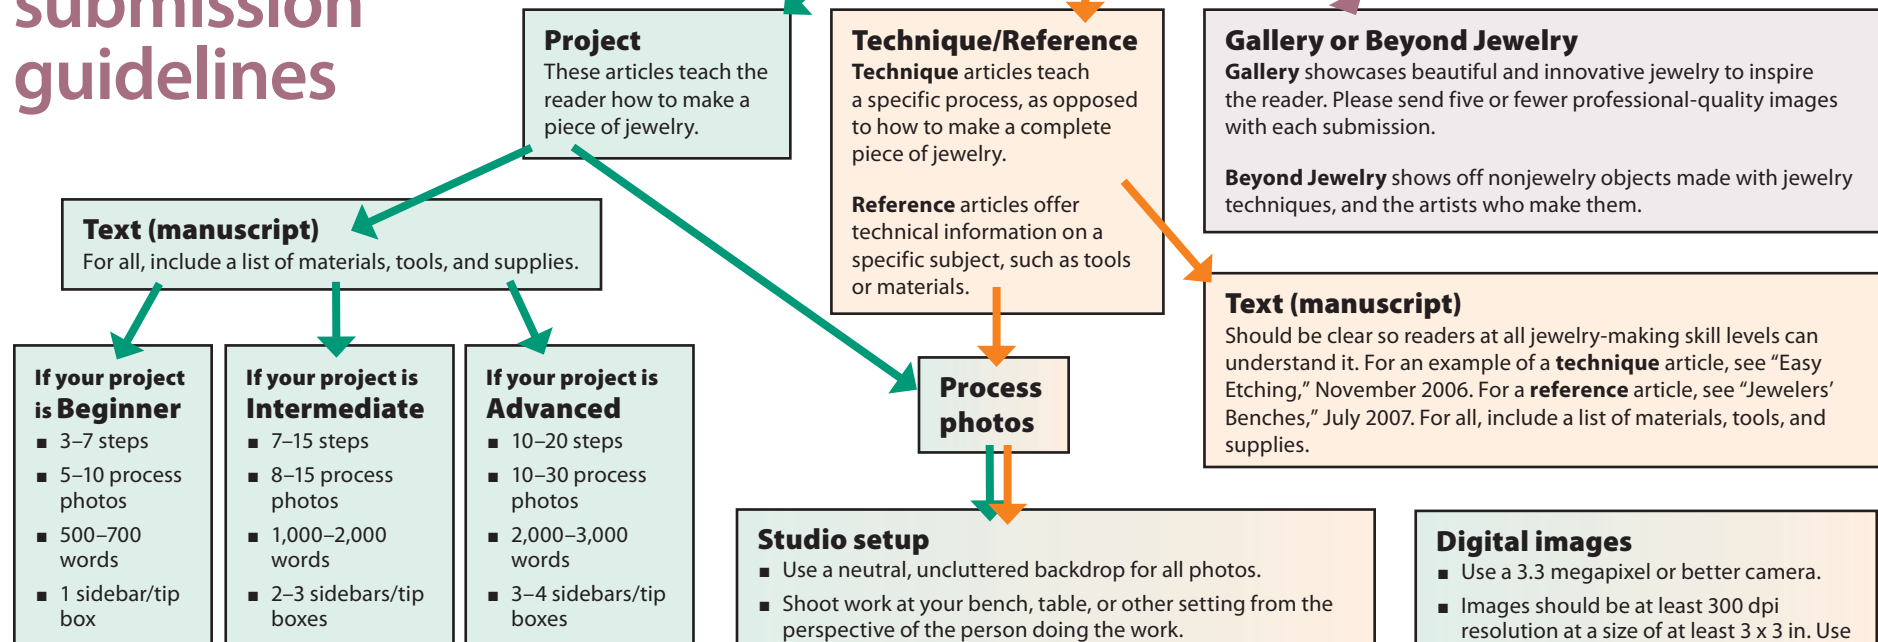 submission
guidelines
Project
These articles teach the
reader how to make a
piece of jewelry.
Technique/Reference
Technique articles teach
a specific process, as opposed
to how to make a complete
piece of jewelry.
Reference articles offer
technical information on a
specific subject, such as tools
or materials.
Gallery or Beyond Jewelry
Gallery showcases beautiful and innovative jewelry to inspire
the reader. Please send five or fewer professional-quality images
with each submission.
Beyond Jewelry shows off nonjewelry objects made with jewelry
techniques, and the artists who make them.
Text (manuscript)
For all, include a list of materials, tools, and supplies.
Text (manuscript)
Should be clear so readers at all jewelry-making skill levels can
understand it. For an example of a technique article, see “Easy
Etching,” November 2006. For a reference article, see “Jewelers’
Benches,” July 2007. For all, include a list of materials, tools, and
supplies.
If your project
is Beginner
■ 3–7 steps
■ 5–10 process
photos
■ 500–700
words
■ 1 sidebar/tip
box
If your project is
Intermediate
■ 7–15 steps
■ 8–15 process
photos
■ 1,000–2,000
words
■ 2–3 sidebars/tip
boxes
If your project is
Advanced
■ 10–20 steps
■ 10–30 process
photos
■ 2,000–3,000
words
■ 3–4 sidebars/tip
boxes
Process
photos
Studio setup
■ Use a neutral, uncluttered backdrop for all photos.
■ Shoot work at your bench, table, or other setting from the
perspective of the person doing the work.
Digital images
■ Use a 3.3 megapixel or better camera.
■ Images should be at least 300 dpi
resolution at a size of at least 3 x 3 in. Use